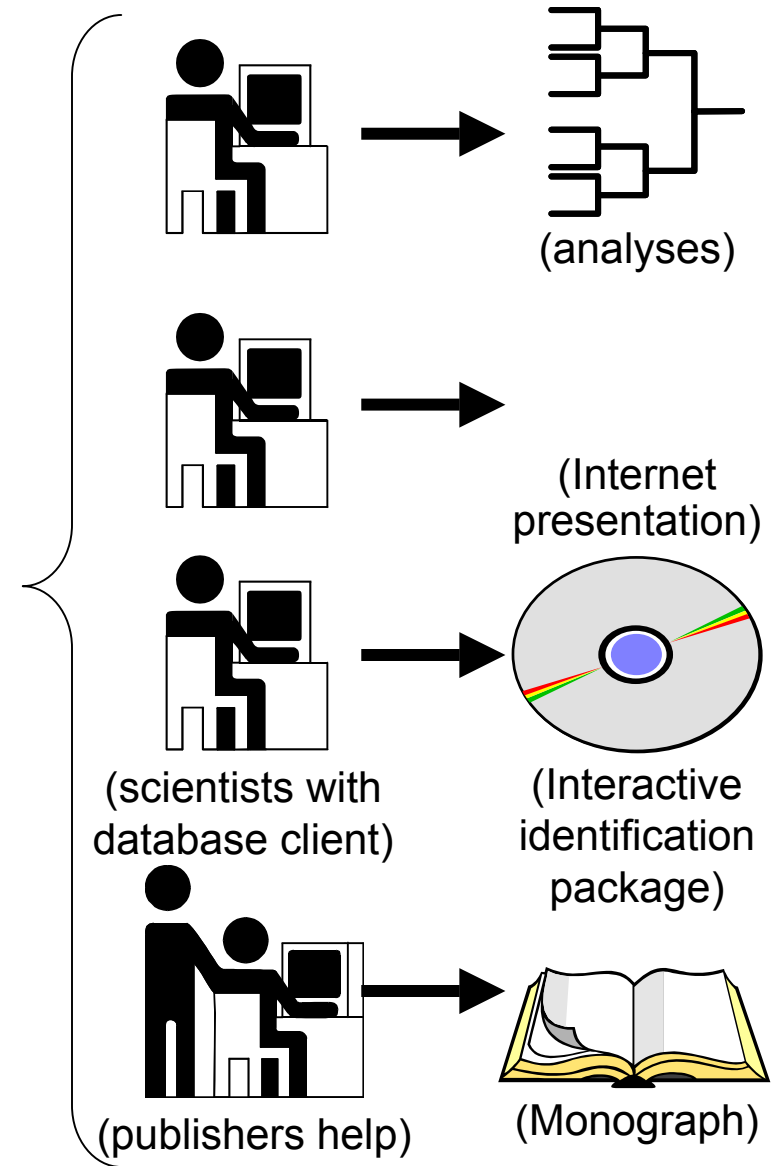 (analyses)
(Internet
presentation)
(scientists with
database client)
(Interactive
identification
package)
(publishers help)
(Monograph)